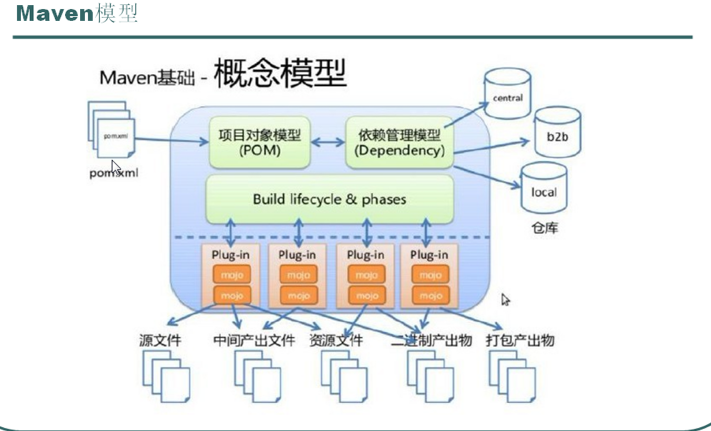 Maven模型
Maven基础 - 概念模型
central
pom.xml
项目对象模型
(POM)
依赖管理模型
(Dependency)
b2b
pom.xml
Build lifecycle & phases
local
仓库
Plug-in
Plug-in
Plug-in
Plug-in
mojo
mojo
mojo
mojo
mojo
mojo
mojo
mojo
源文件
中间产出文件
资源文件
二进制产出物
打包产出物